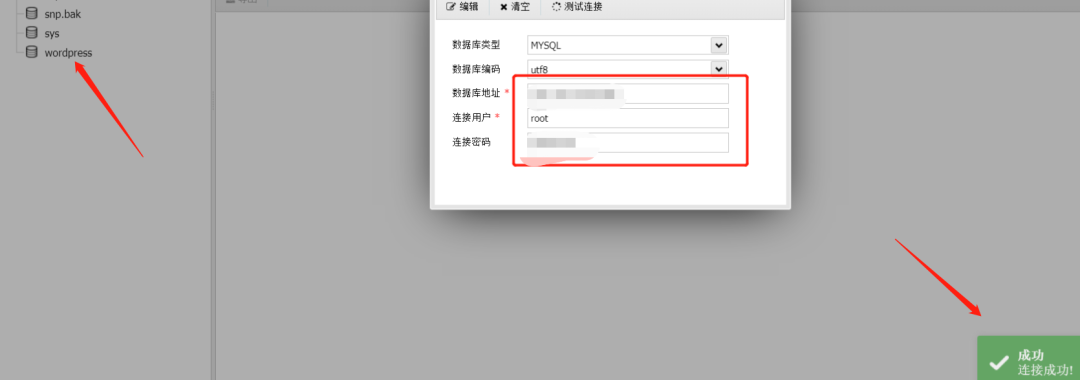 snp.bak
sys
wordpress
编辑 清空 测试连接
数据库类型 MYSQL
数据库编码 utf8
数据库地址 *
连接用户 * root
连接密码
成功
连接成功!